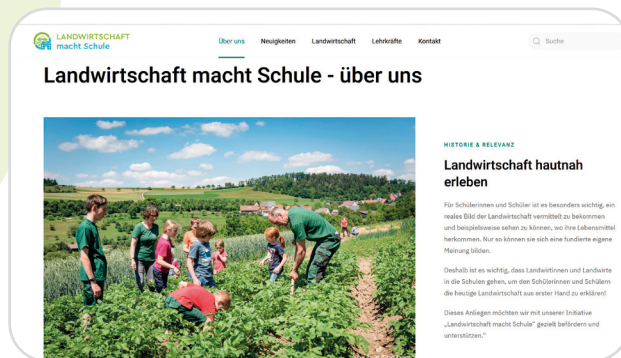 LANDWIRTSCHAFT
macht Schule
Über uns
Neuigkeiten
Landwirtschaft
Lehrkräfte
Kontakt
Suche
Landwirtschaft macht Schule - über uns
HISTORIE & RELEVANZ
Landwirtschaft hautnah
erleben
Für Schülerinnen und Schüler ist es besonders wichtig, ein
reales Bild der Landwirtschaft vermittelt zu bekommen
und beispielsweise sehen zu können, wo ihre Lebensmittel
herkommen. Nur so können sie sich eine fundierte eigene
Meinung bilden.
Deshalb ist es wichtig, dass Landwirtinnen und Landwirte
in die Schulen gehen, um den Schülerinnen und Schülern
die heutige Landwirtschaft aus erster Hand zu erklären!
Dieses Anliegen möchten wir mit unserer Initiative
„Landwirtschaft macht Schule" gezielt befördern und
unterstützen."